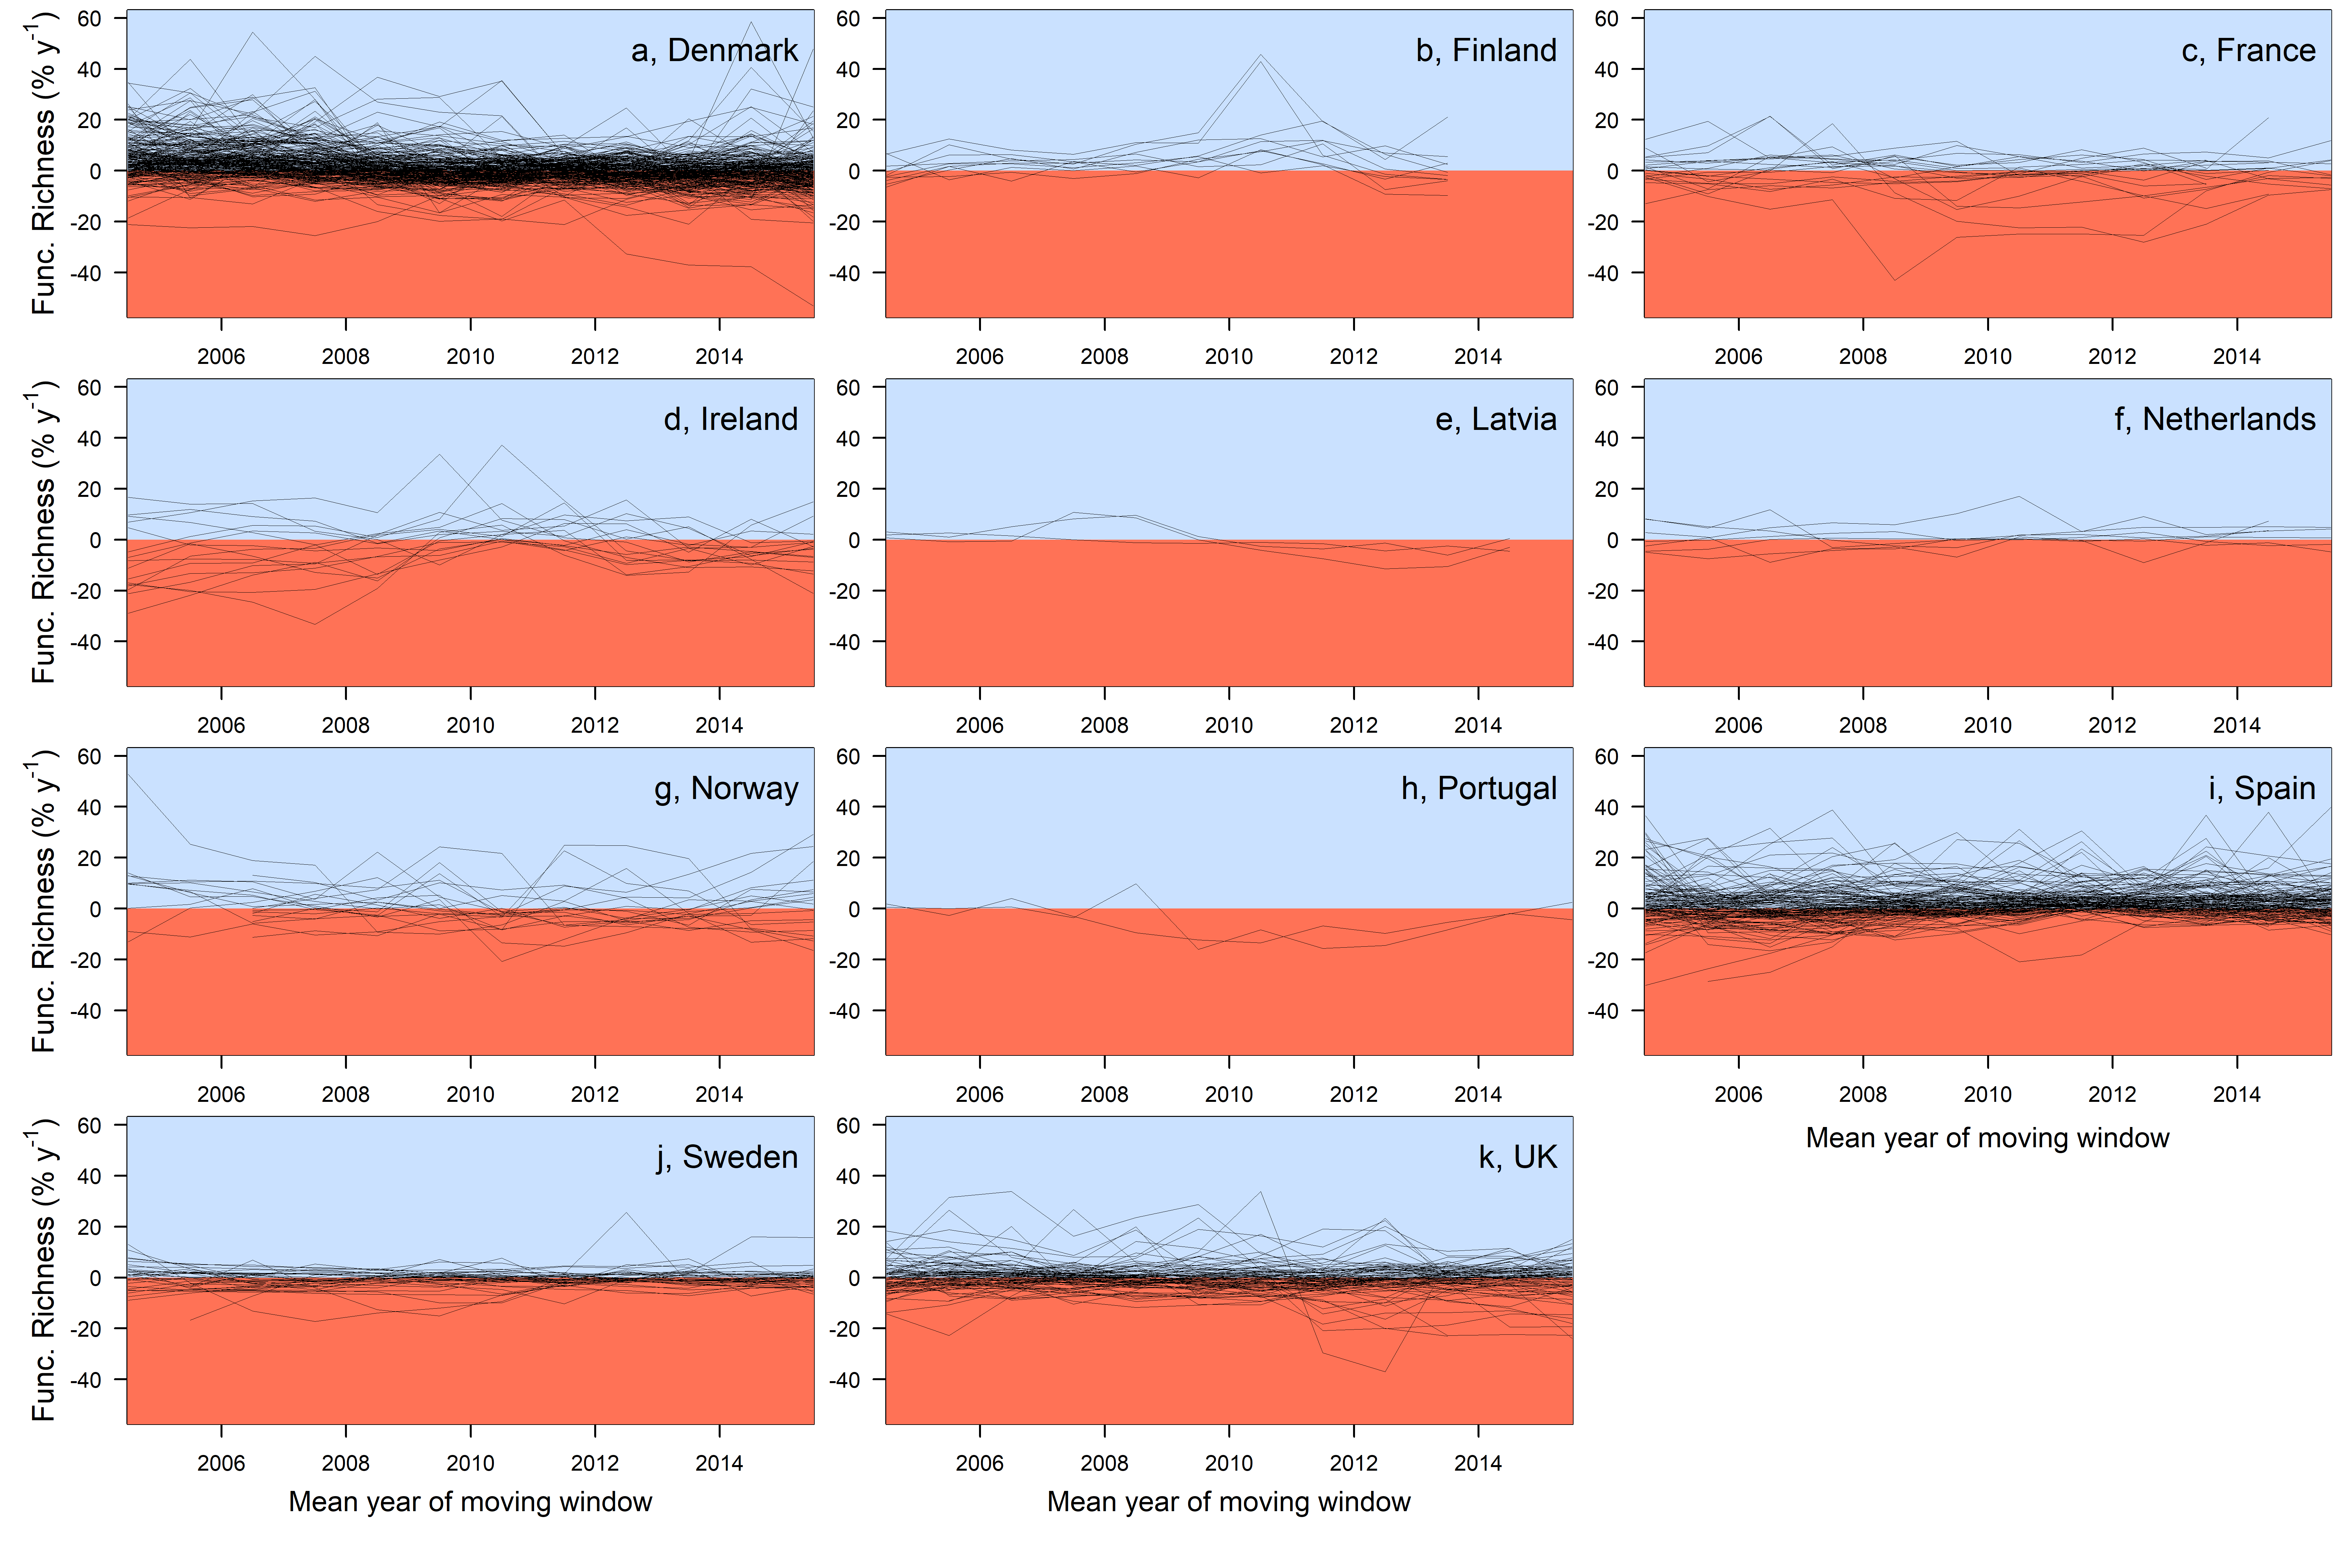 a, Denmark
Func. Richness (% y-1)
60
40
20
0
-20
-40
2006 2008 2010 2012 2014
b, Finland
60
40
20
0
-20
-40
2006 2008 2010 2012 2014
c, France
60
40
20
0
-20
-40
2006 2008 2010 2012 2014
d, Ireland
Func. Richness (% y-1)
60
40
20
0
-20
-40
2006 2008 2010 2012 2014
e, Latvia
60
40
20
0
-20
-40
2006 2008 2010 2012 2014
f, Netherlands
60
40
20
0
-20
-40
2006 2008 2010 2012 2014
g, Norway
Func. Richness (% y-1)
60
40
20
0
-20
-40
2006 2008 2010 2012 2014
h, Portugal
60
40
20
0
-20
-40
2006 2008 2010 2012 2014
i, Spain
60
40
20
0
-20
-40
2006 2008 2010 2012 2014
Mean year of moving window
j, Sweden
Func. Richness (% y-1)
60
40
20
0
-20
-40
2006 2008 2010 2012 2014
Mean year of moving window
k, UK
60
40
20
0
-20
-40
2006 2008 2010 2012 2014
Mean year of moving window